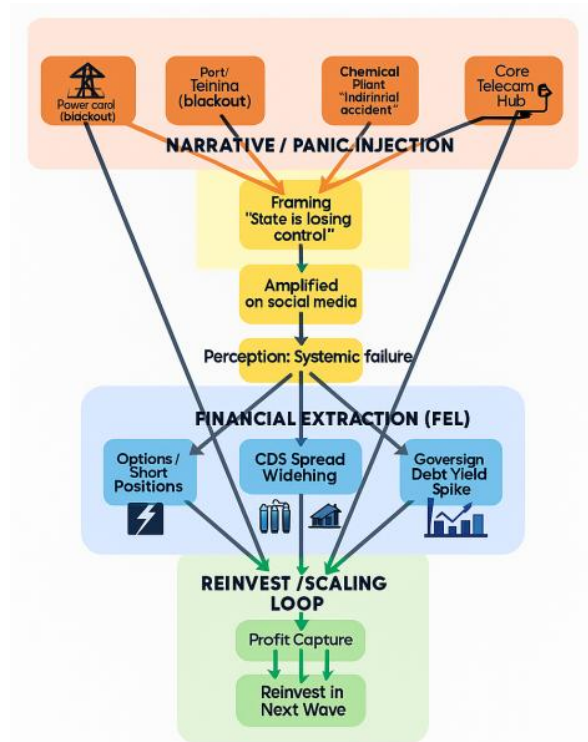 Power carol
(biackout)
Port/
Teinina
(blackout)
Chemical
Pliant
"Indirinrial
accident"
Core
Telecam
Hub
NARRATIVE / PANIC INJECTION
Framing
"State is losing
control"
Amplified
on social media
Perception: Systemic failure
FINANCIAL EXTRACTION (FEL)
Options /
Short
Positions
CDS Spread
Widehing
Goversign
Debt Yield
Spike
REINVEST /SCALING
LOOP
Profit Capture
Reinvest in
Next Wave